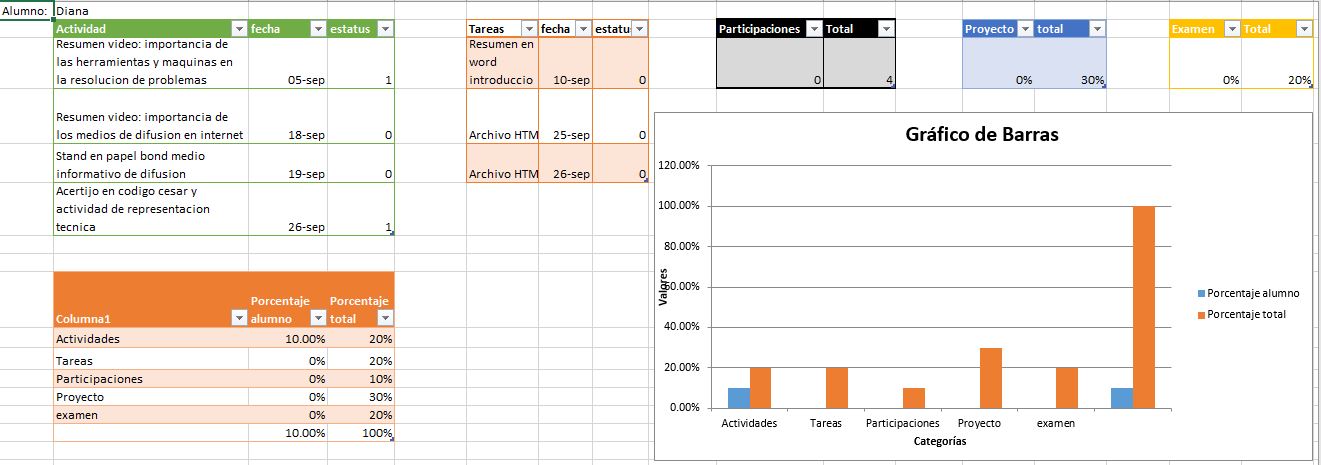 Alumno: Diana
Actividad fecha estatus
Resumen video: importancia de
las herramientas y maquinas en
la resolucion de problemas 05-sep 1
Resumen video: importancia de
los medios de difusion en internet 18-sep 0
Stand en papel bond medio
informativo de difusion 19-sep 0
Acertijo en codigo cesar y
actividad de representacion
tecnica 26-sep 1
Tareas fecha estatu
Resumen en
word
introduccio 10-sep 0
Archivo HTM 25-sep 0
Archivo HTM 26-sep 0
Participaciones Total
0 4
Proyecto total
0% 30%
Examen Total
0% 20%
Columna1 Porcentaje alumno Porcentaje total
Actividades 10.00% 20%
Tareas 0% 20%
Participaciones 0% 10%
Proyecto 0% 30%
examen 0% 20%
10.00% 100%
Gráfico de Barras
120.00%
100.00%
80.00%
60.00%
40.00%
20.00%
0.00%
Valores
Actividades Tareas Participaciones Proyecto examen
Categorías
Porcentaje alumno
Porcentaje total